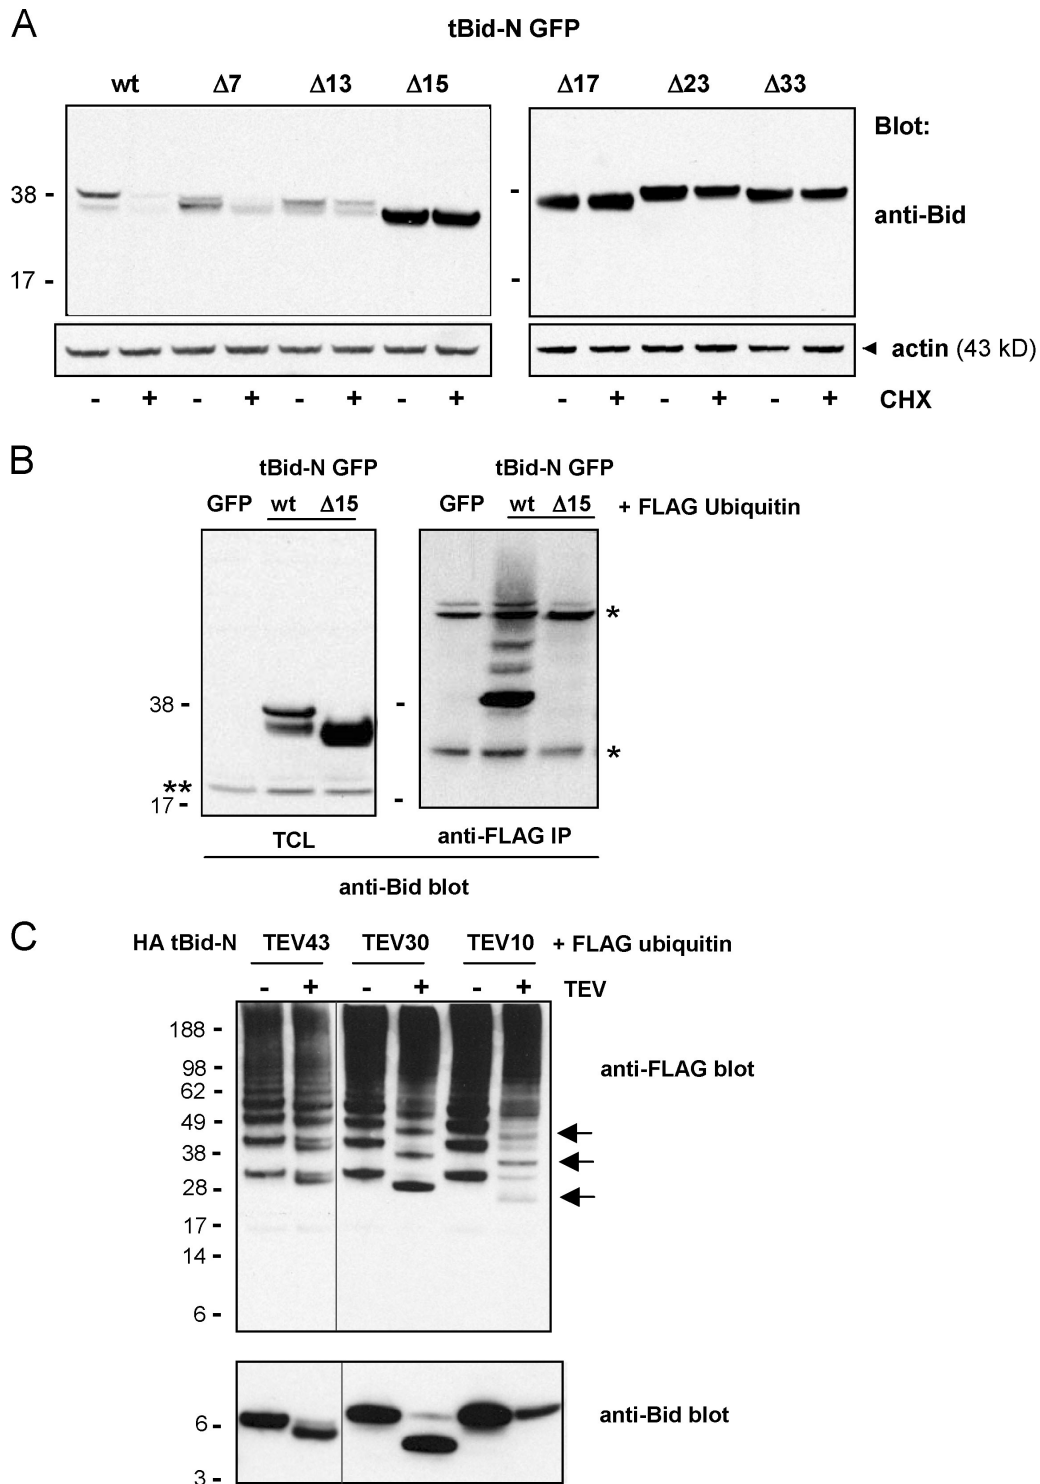 A
tBid-N GFP
wt Δ7 Δ13 Δ15 Δ17 Δ23 Δ33
Blot:
38 - -
anti-Bid
17 - -
actin (43 kD)
- + - + - + - + - + - + - + CHX
B
tBid-N GFP tBid-N GFP
GFP wt Δ15 GFP wt Δ15 + FLAG Ubiquitin
*
38 - -
*
**
17 - -
TCL anti-FLAG IP
anti-Bid blot
C
HA tBid-N TEV43 TEV30 TEV10 + FLAG ubiquitin
- + - + - + TEV
188 -
98 - anti-FLAG blot
62 -
49 -
38 -
28 -
17 -
14 -
6 -
6 - anti-Bid blot
3 -